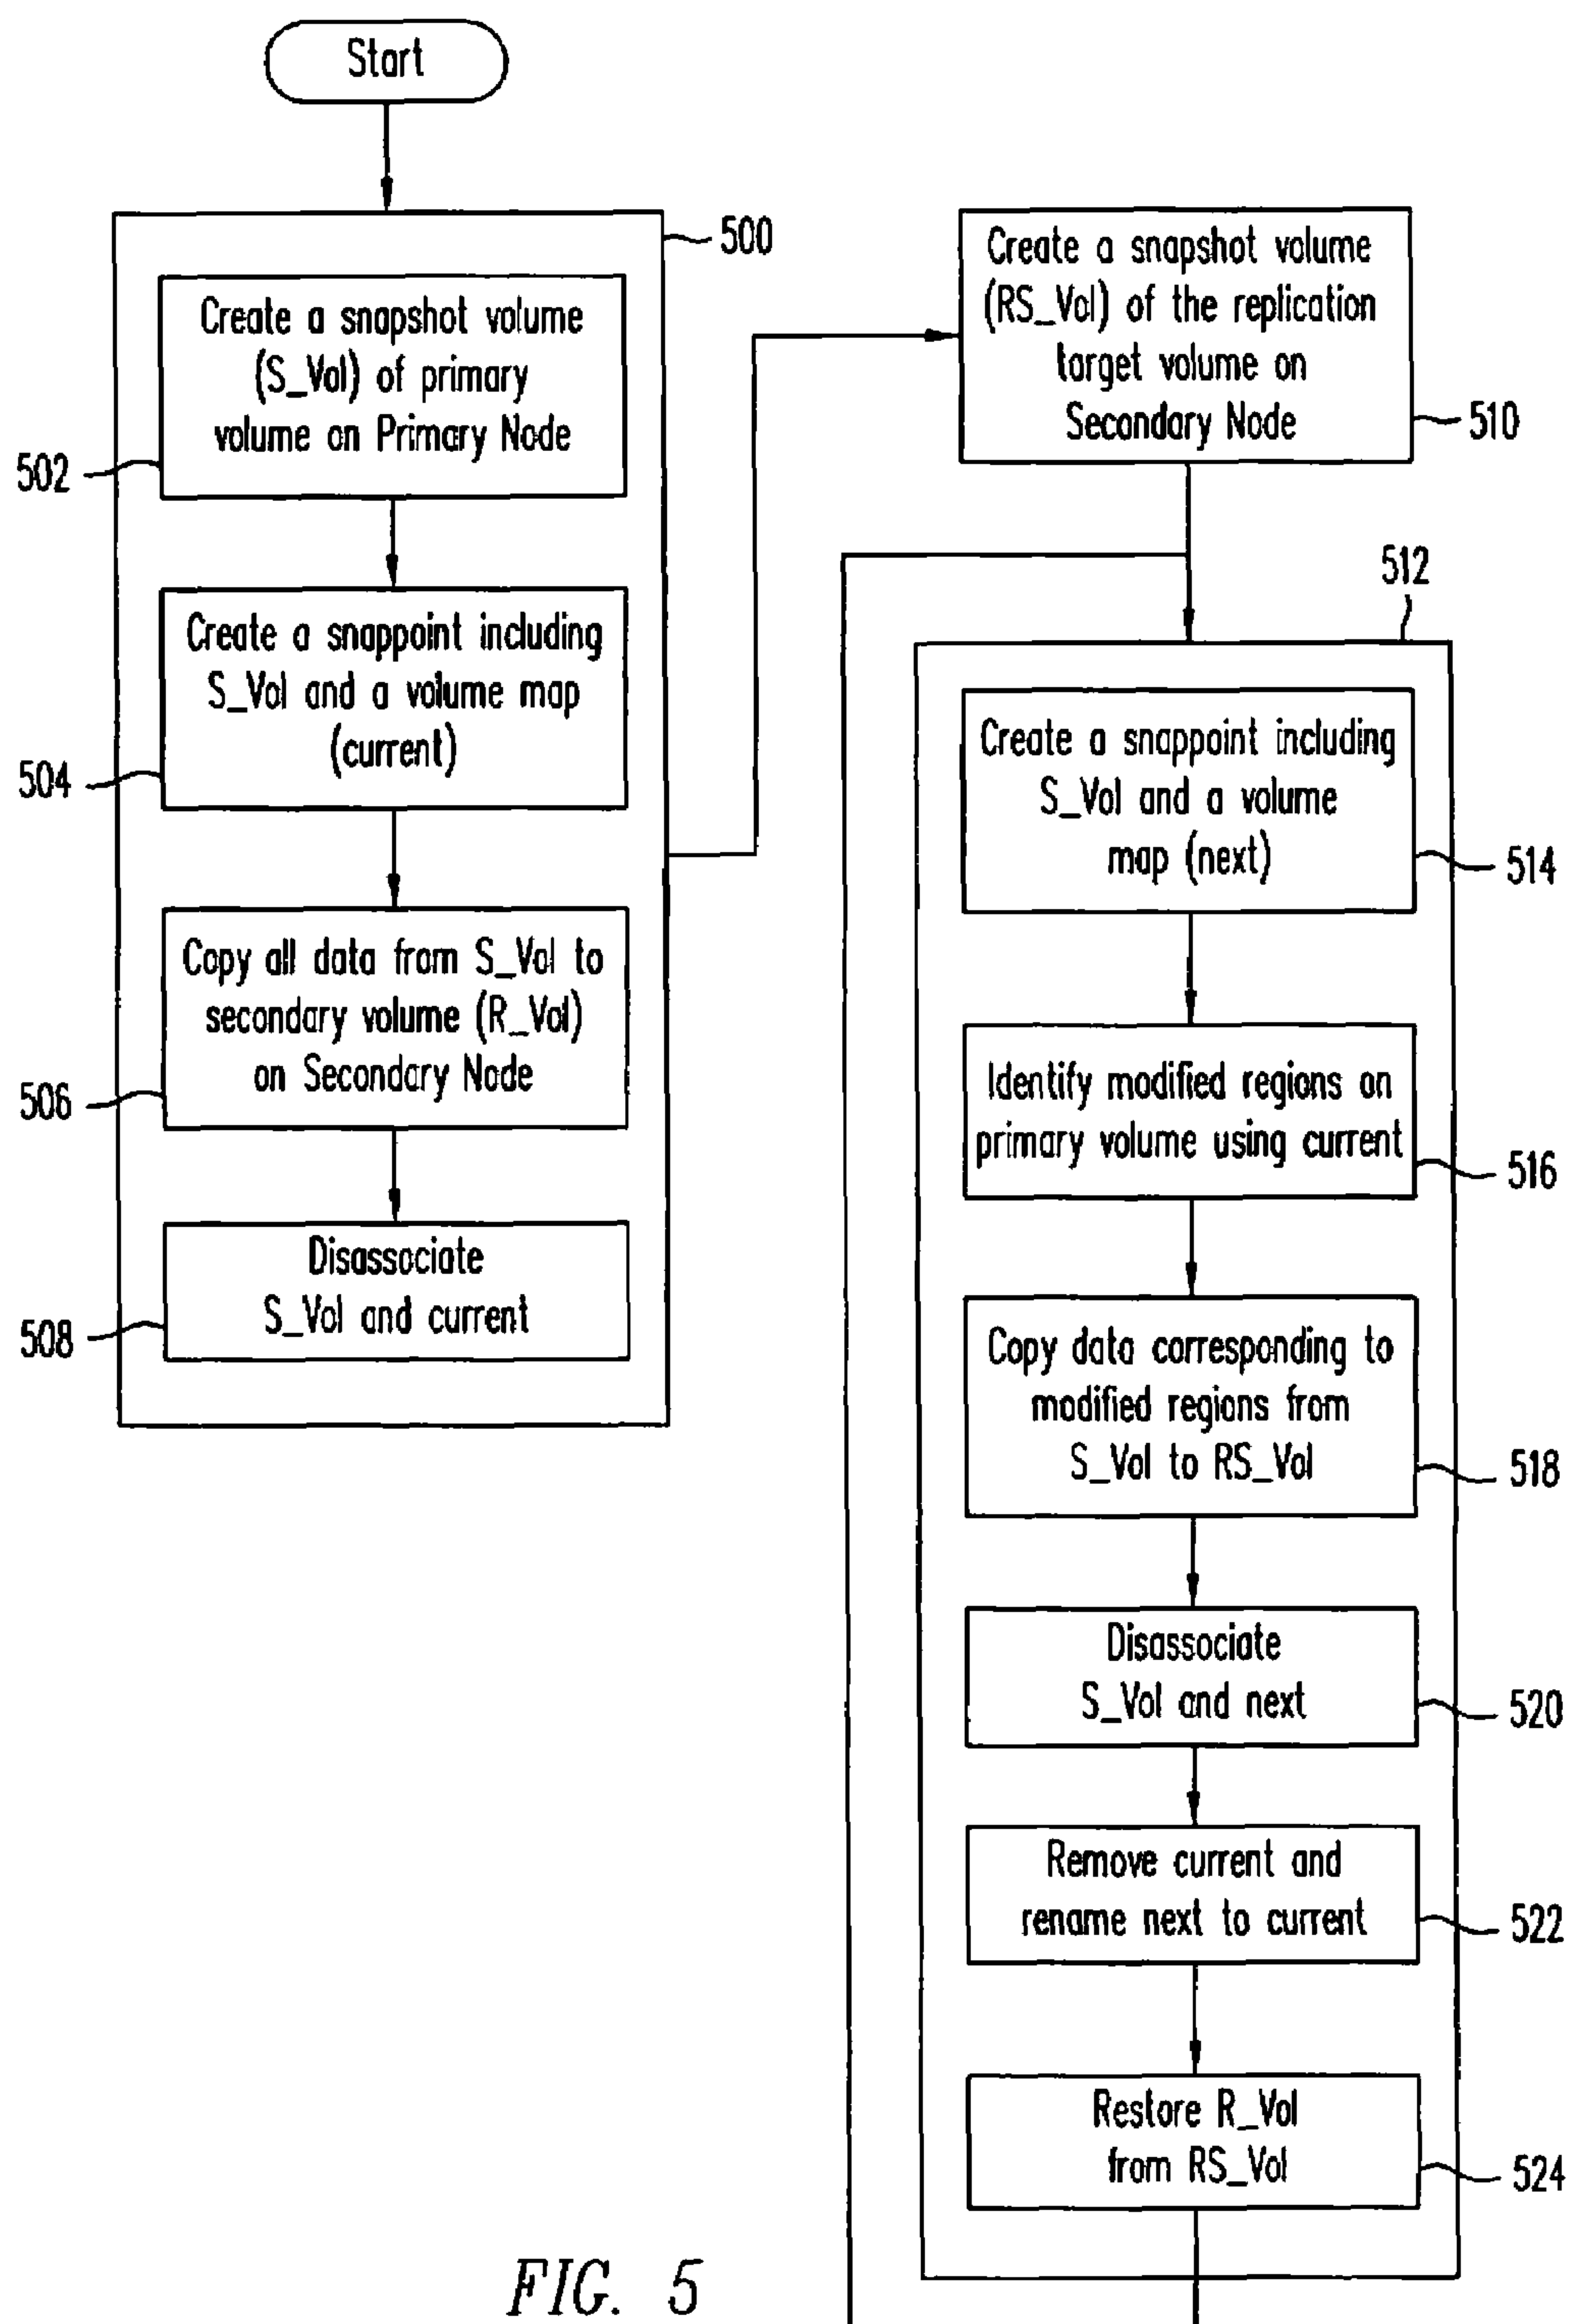 Start
500
Create a snapshot volume
(S_Vol) of primary
volume on Primary Node
502
Create a snappoint including
S_Vol and a volume map
(current)
504
Copy all data from S_Vol to
secondary volume (R_Vol)
on Secondary Node
506
Disassociate
S_Vol and current
508
Create a snapshot volume
(RS_Vol) of the replication
target volume on
Secondary Node
510
512
Create a snappoint including
S_Vol and a volume
map (next)
514
Identify modified regions on
primary volume using current
516
Copy data corresponding to
modified regions from
S_Vol to RS_Vol
518
Disassociate
S_Vol and next
520
Remove current and
rename next to current
522
Restore R_Vol
from RS_Vol
524
FIG. 5